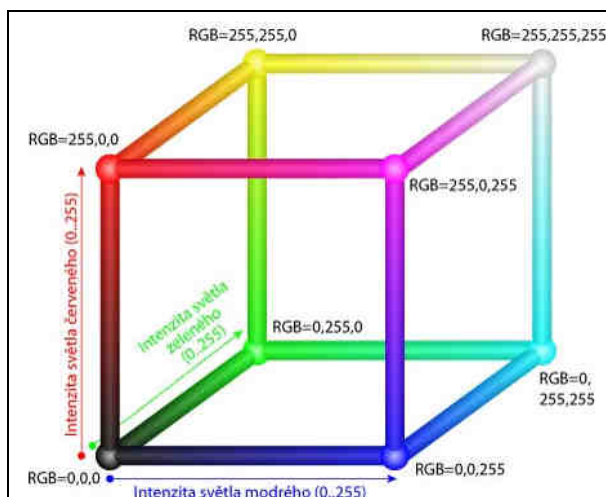 RGB=255,255,0
RGB=255,255,255
RGB=255,0,0
RGB=255,0,255
Intenzita světla červeného (0..255)
Intenzita světla
zeleného
(0..255)
RGB=0,255,0
RGB=0,
255,255
RGB=0,0,0
RGB=0,0,255
Intenzita světla modrého (0..255)